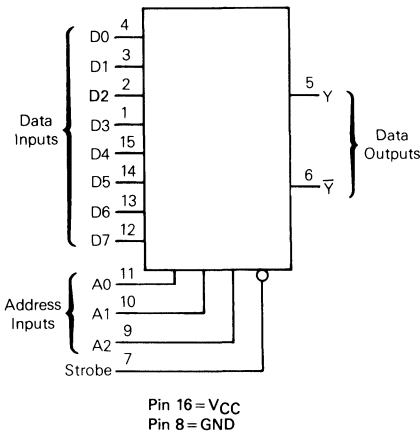 D0 4
D1 3
D2 2
D3 1
D4 15
D5 14
D6 13
D7 12
Data
Inputs
5 Y
6 Y̅
Data
Outputs
A0 11
A1 10
A2 9
Address
Inputs
Strobe 7
Pin 16 = VCC
Pin 8 = GND